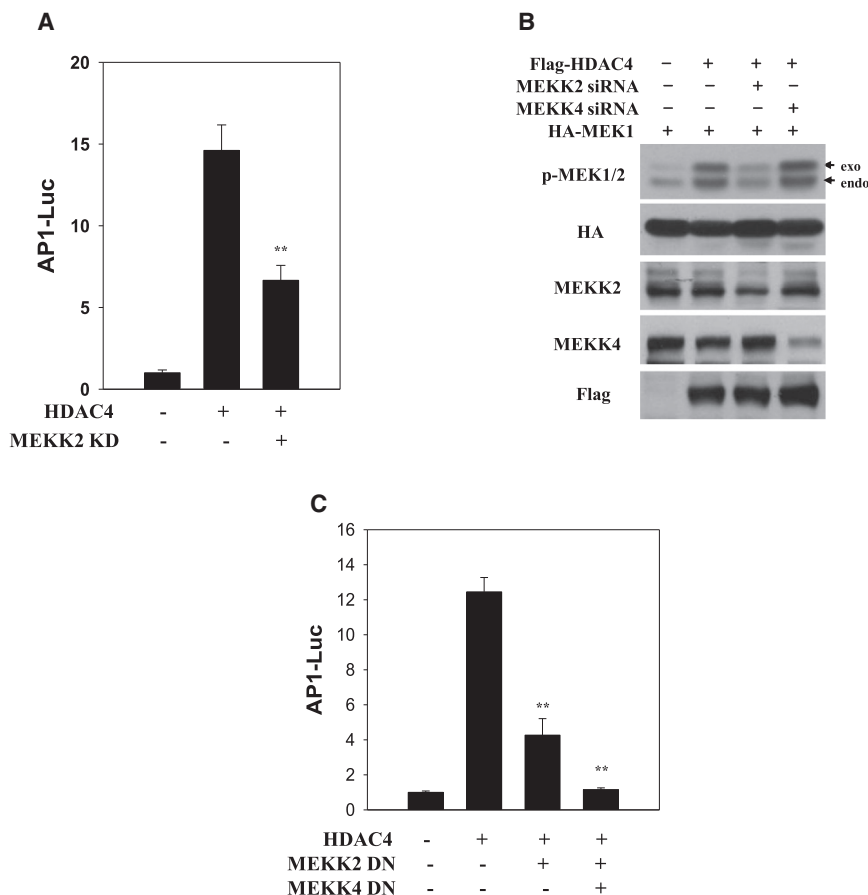 A
AP1-Luc
20
15
10
5
0
HDAC4 - + +
MEKK2 KD - - +
**
B
Flag-HDAC4 – + + +
MEKK2 siRNA – – + –
MEKK4 siRNA – – – +
HA-MEK1 + + + +
p-MEK1/2
exo
endo
HA
MEKK2
MEKK4
Flag
C
AP1-Luc
16
14
12
10
8
6
4
2
0
**
**
HDAC4 - + + +
MEKK2 DN - - + +
MEKK4 DN - - - +